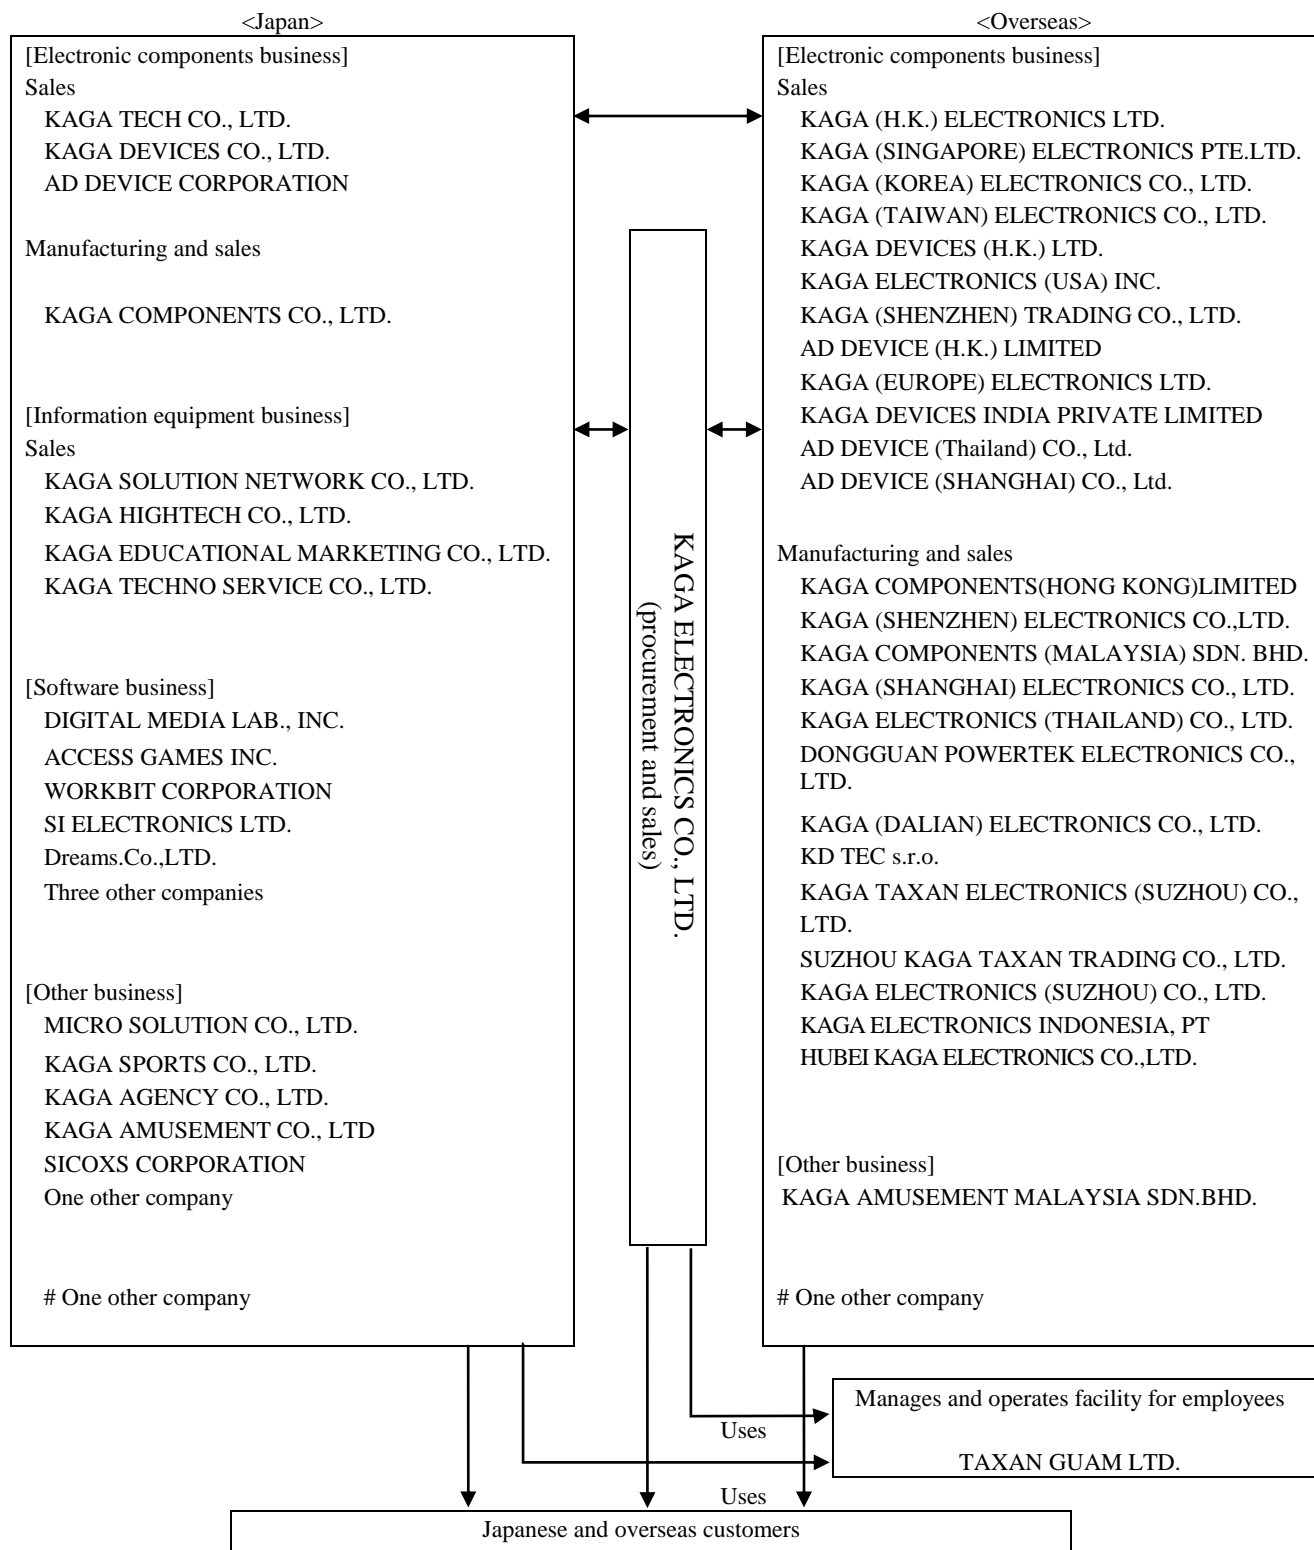 <Japan>
[Electronic components business]
Sales
KAGA TECH CO., LTD.
KAGA DEVICES CO., LTD.
AD DEVICE CORPORATION
Manufacturing and sales
KAGA COMPONENTS CO., LTD.
[Information equipment business]
Sales
KAGA SOLUTION NETWORK CO., LTD.
KAGA HIGHTECH CO., LTD.
KAGA EDUCATIONAL MARKETING CO., LTD.
KAGA TECHNO SERVICE CO., LTD.
[Software business]
DIGITAL MEDIA LAB., INC.
ACCESS GAMES INC.
WORKBIT CORPORATION
SI ELECTRONICS LTD.
Dreams.Co.,LTD.
Three other companies
[Other business]
MICRO SOLUTION CO., LTD.
KAGA SPORTS CO., LTD.
KAGA AGENCY CO., LTD.
KAGA AMUSEMENT CO., LTD
SICOXS CORPORATION
One other company
# One other company
KAGA ELECTRONICS CO., LTD.
(procurement and sales)
<Overseas>
[Electronic components business]
Sales
KAGA (H.K.) ELECTRONICS LTD.
KAGA (SINGAPORE) ELECTRONICS PTE.LTD.
KAGA (KOREA) ELECTRONICS CO., LTD.
KAGA (TAIWAN) ELECTRONICS CO., LTD.
KAGA DEVICES (H.K.) LTD.
KAGA ELECTRONICS (USA) INC.
KAGA (SHENZHEN) TRADING CO., LTD.
AD DEVICE (H.K.) LIMITED
KAGA (EUROPE) ELECTRONICS LTD.
KAGA DEVICES INDIA PRIVATE LIMITED
AD DEVICE (Thailand) CO., Ltd.
AD DEVICE (SHANGHAI) CO., Ltd.
Manufacturing and sales
KAGA COMPONENTS(HONG KONG)LIMITED
KAGA (SHENZHEN) ELECTRONICS CO.,LTD.
KAGA COMPONENTS (MALAYSIA) SDN. BHD.
KAGA (SHANGHAI) ELECTRONICS CO., LTD.
KAGA ELECTRONICS (THAILAND) CO., LTD.
DONGGUAN POWERTEK ELECTRONICS CO.,
LTD.
KAGA (DALIAN) ELECTRONICS CO., LTD.
KD TEC s.r.o.
KAGA TAXAN ELECTRONICS (SUZHOU) CO.,
LTD.
SUZHOU KAGA TAXAN TRADING CO., LTD.
KAGA ELECTRONICS (SUZHOU) CO., LTD.
KAGA ELECTRONICS INDONESIA, PT
HUBEI KAGA ELECTRONICS CO.,LTD.
[Other business]
KAGA AMUSEMENT MALAYSIA SDN.BHD.
# One other company
Manages and operates facility for employees
Uses
TAXAN GUAM LTD.
Uses
Japanese and overseas customers